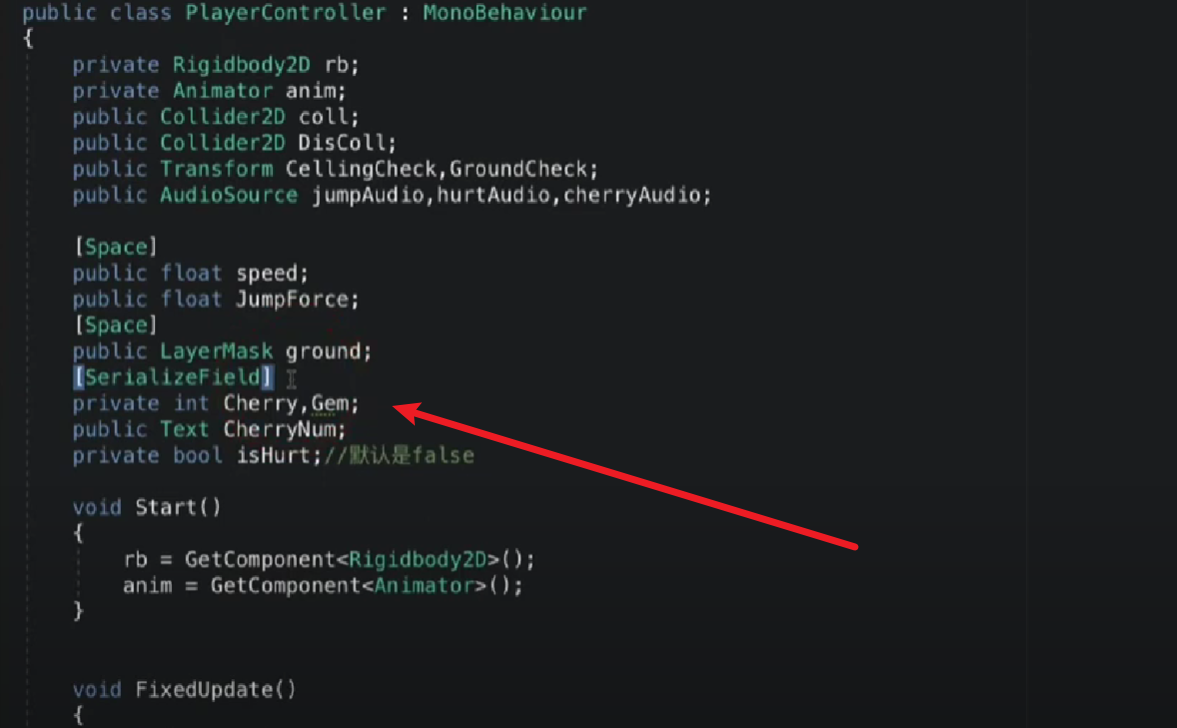 public class PlayerController : MonoBehaviour
{
private Rigidbody2D rb;
private Animator anim;
public Collider2D coll;
public Collider2D DisColl;
public Transform CellingCheck,GroundCheck;
public AudioSource jumpAudio,hurtAudio,cherryAudio;
[Space]
public float speed;
public float JumpForce;
[Space]
public LayerMask ground;
[SerializeField]
private int Cherry,Gem;
public Text CherryNum;
private bool isHurt;//默认是false
void Start()
{
rb = GetComponent<Rigidbody2D>();
anim = GetComponent<Animator>();
}
void FixedUpdate()
{